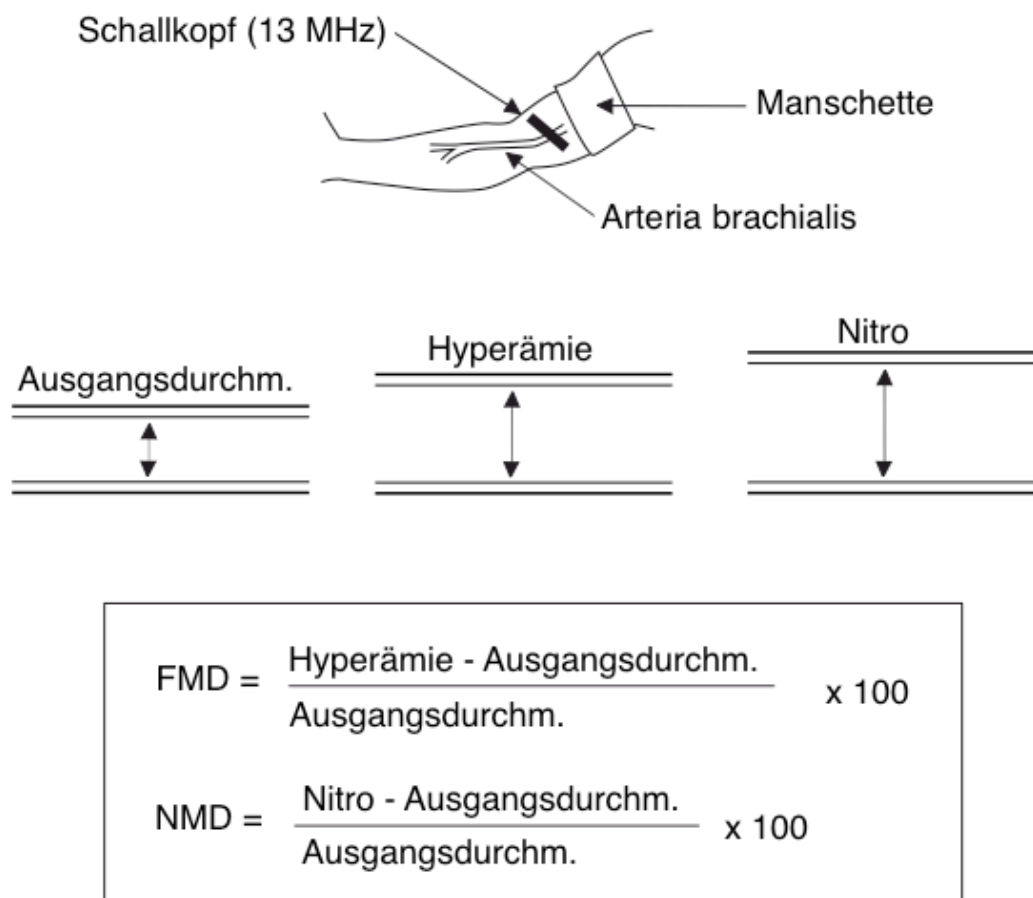 Schallkopf (13 MHz)
Manschette
Arteria brachialis
Ausgangsdurchm.
Hyperämie
Nitro
FMD = Hyperämie - Ausgangsdurchm. x 100
Ausgangsdurchm.
NMD = Nitro - Ausgangsdurchm. x 100
Ausgangsdurchm.